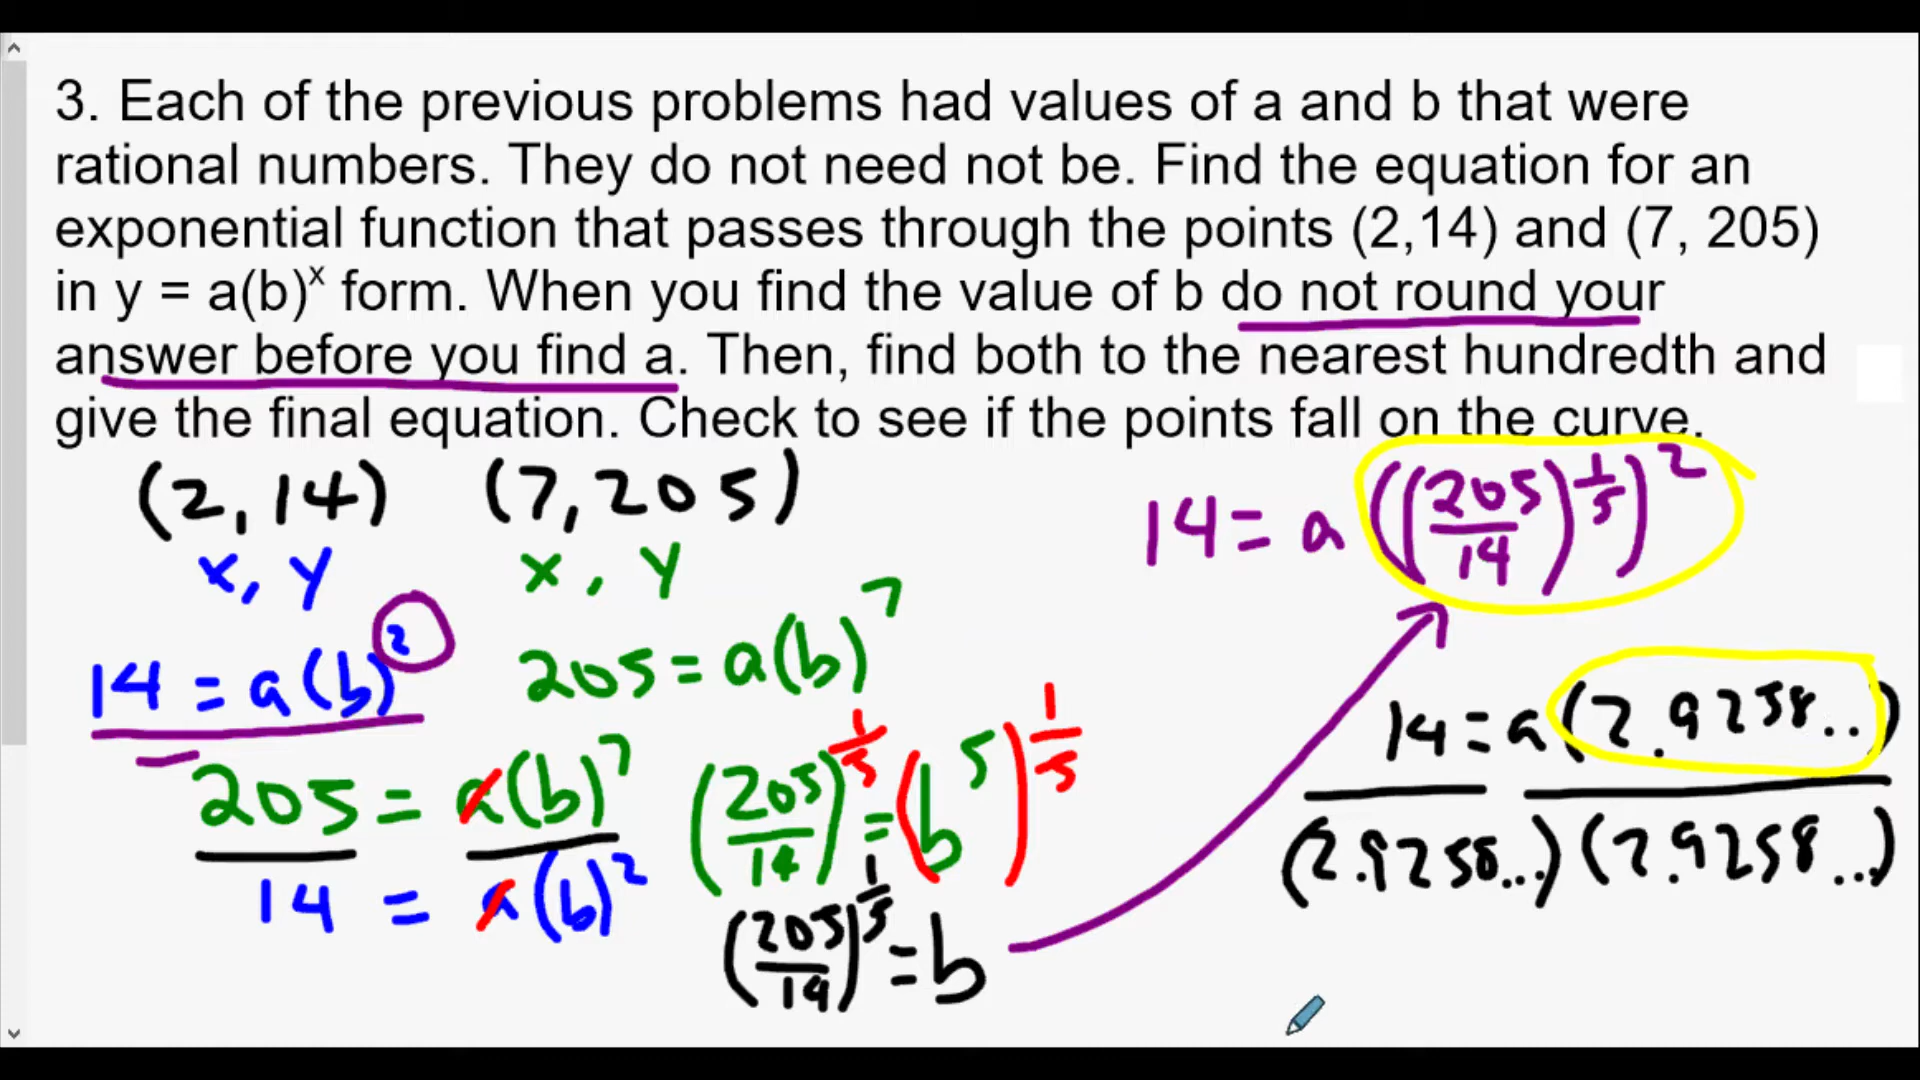 3. Each of the previous problems had values of a and b that were
rational numbers. They do not need not be. Find the equation for an
exponential function that passes through the points (2,14) and (7, 205)
in y = a(b)ˣ form. When you find the value of b do not round your
answer before you find a. Then, find both to the nearest hundredth and
give the final equation. Check to see if the points fall on the curve.
(2,14) (7,205)
x, y x, y
14 = a(b)²
205 = a(b)⁷
205 = a(b)⁷
14 = a(b)²
(205/14)^(1/5) = (b⁵)^(1/5)
(205/14)^(1/5) = b
14 = a((205/14)^(1/5))²
14 = a(2.9258..)
(2.9258...) (2.9258...)